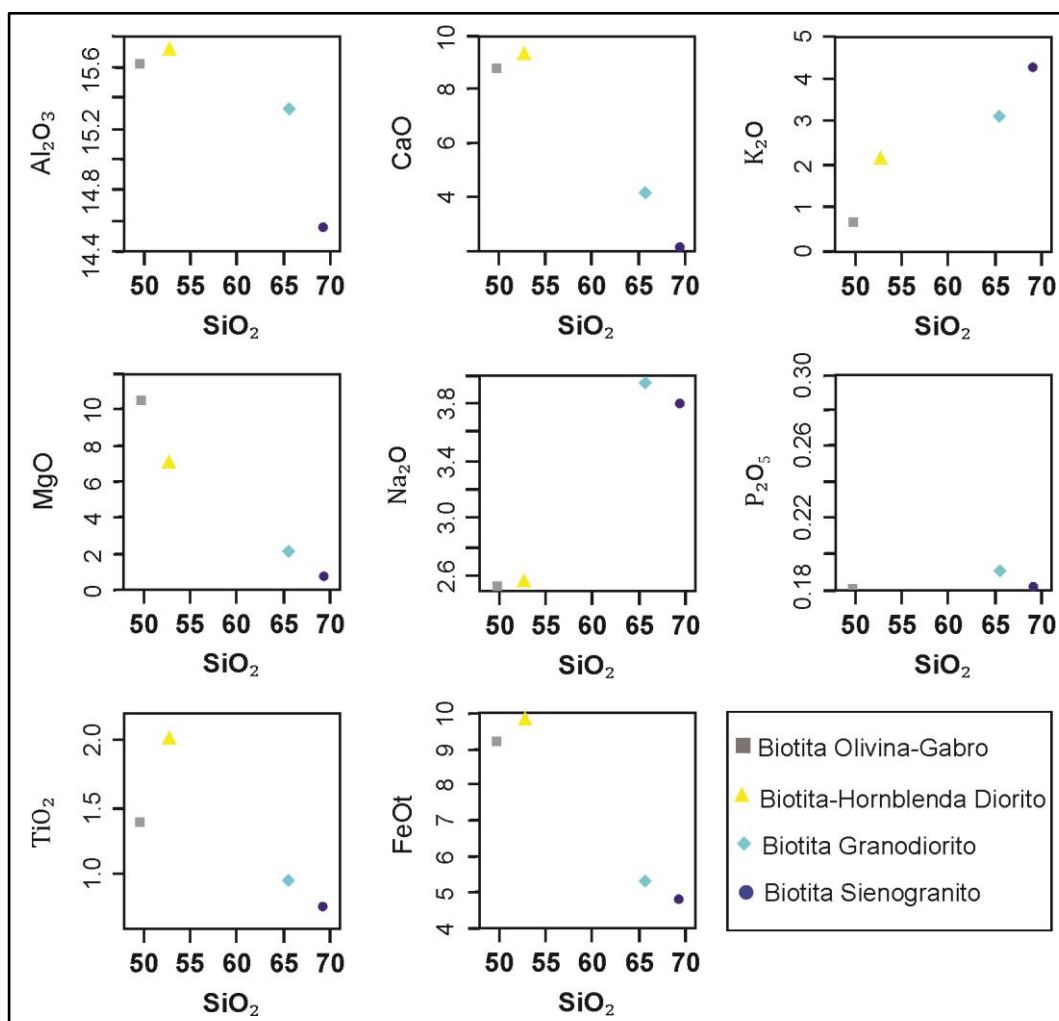 Al₂O₃
15.6
15.2
14.8
14.4
50 55 60 65 70
SiO₂
CaO
10
8
6
4
50 55 60 65 70
SiO₂
K₂O
5
4
3
2
1
0
50 55 60 65 70
SiO₂
MgO
10
8
6
4
2
0
50 55 60 65 70
SiO₂
Na₂O
3.8
3.4
3.0
2.6
50 55 60 65 70
SiO₂
P₂O₅
0.30
0.26
0.22
0.18
50 55 60 65 70
SiO₂
TiO₂
2.0
1.5
1.0
50 55 60 65 70
SiO₂
FeOt
10
9
8
7
6
5
4
50 55 60 65 70
SiO₂
Biotita Olivina-Gabro
Biotita-Hornblenda Diorito
Biotita Granodiorito
Biotita Sienogranito